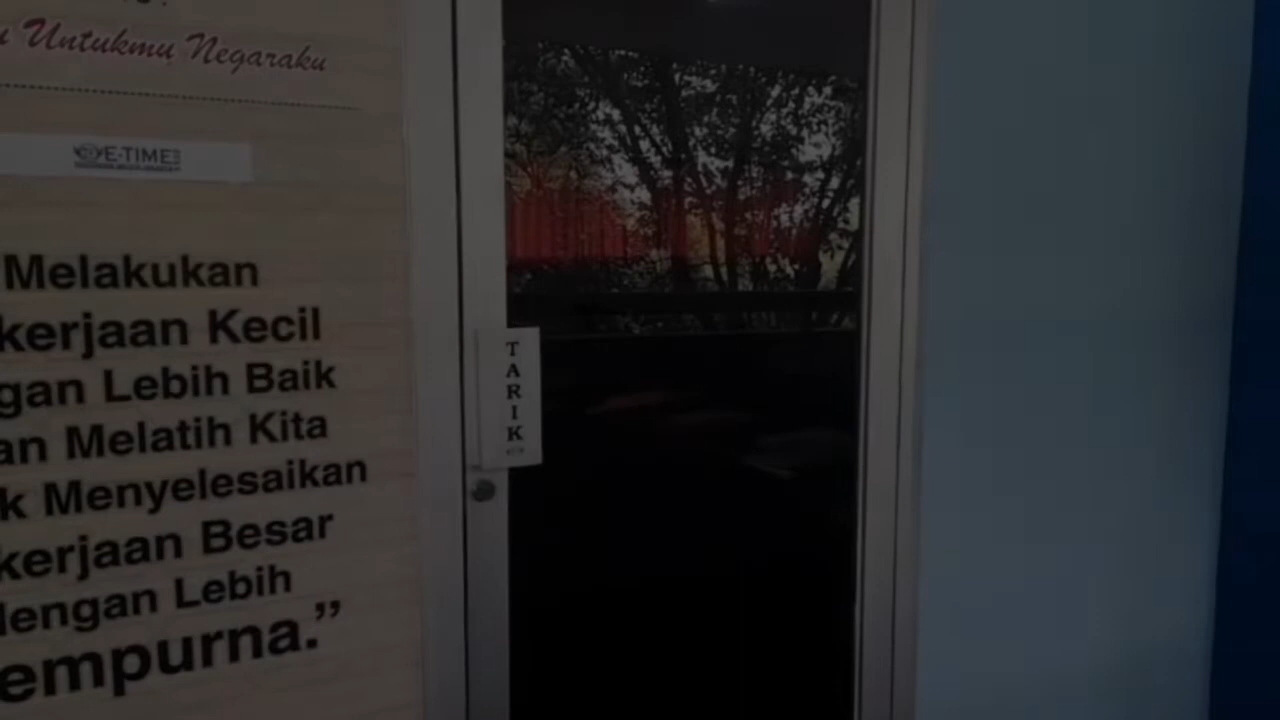 Untukmu Negaraku
E-TIME
Melakukan
kerjaan Kecil
gan Lebih Baik
an Melatih Kita
k Menyelesaikan
kerjaan Besar
dengan Lebih
empurna.”
TARIK